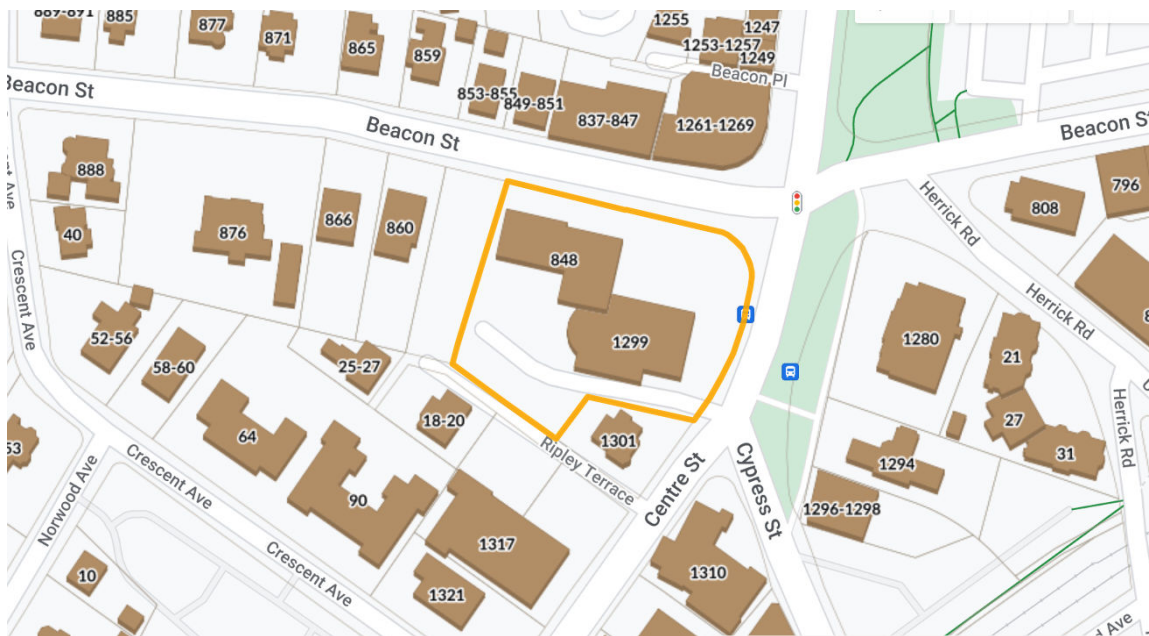 889-891
885
877
871
865
859
853-855
849-851
837-847
1255
1253-1257
1247
1249
Beacon Pl
1261-1269
Beacon St
Beacon St
Beacon St
888
40
876
866
860
848
1299
808
796
Herrick Rd
Herrick Rd
Herrick Rd
Crescent Ave
52-56
58-60
25-27
18-20
1301
Ripley Terrace
1280
21
27
31
64
90
53
1317
1321
1294
1296-1298
Centre St
Cypress St
1310
Norwood Ave
Crescent Ave
Crescent Ave
10